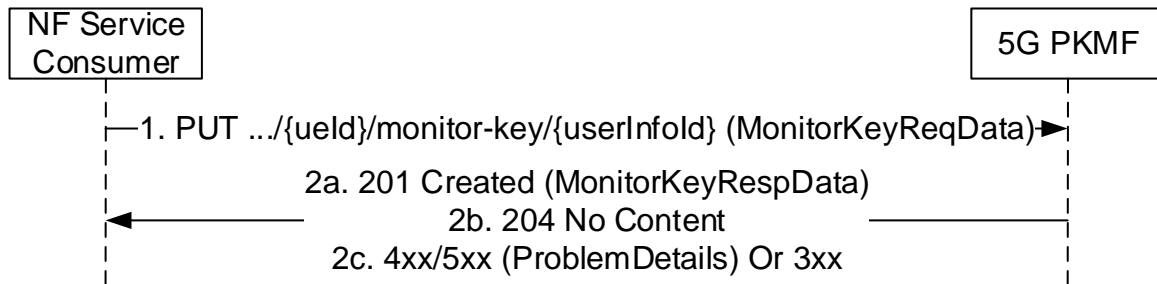 NF Service
Consumer
5G PKMF
1. PUT .../{ueId}/monitor-key/{userInfoId} (MonitorKeyReqData)
2a. 201 Created (MonitorKeyRespData)
2b. 204 No Content
2c. 4xx/5xx (ProblemDetails) Or 3xx